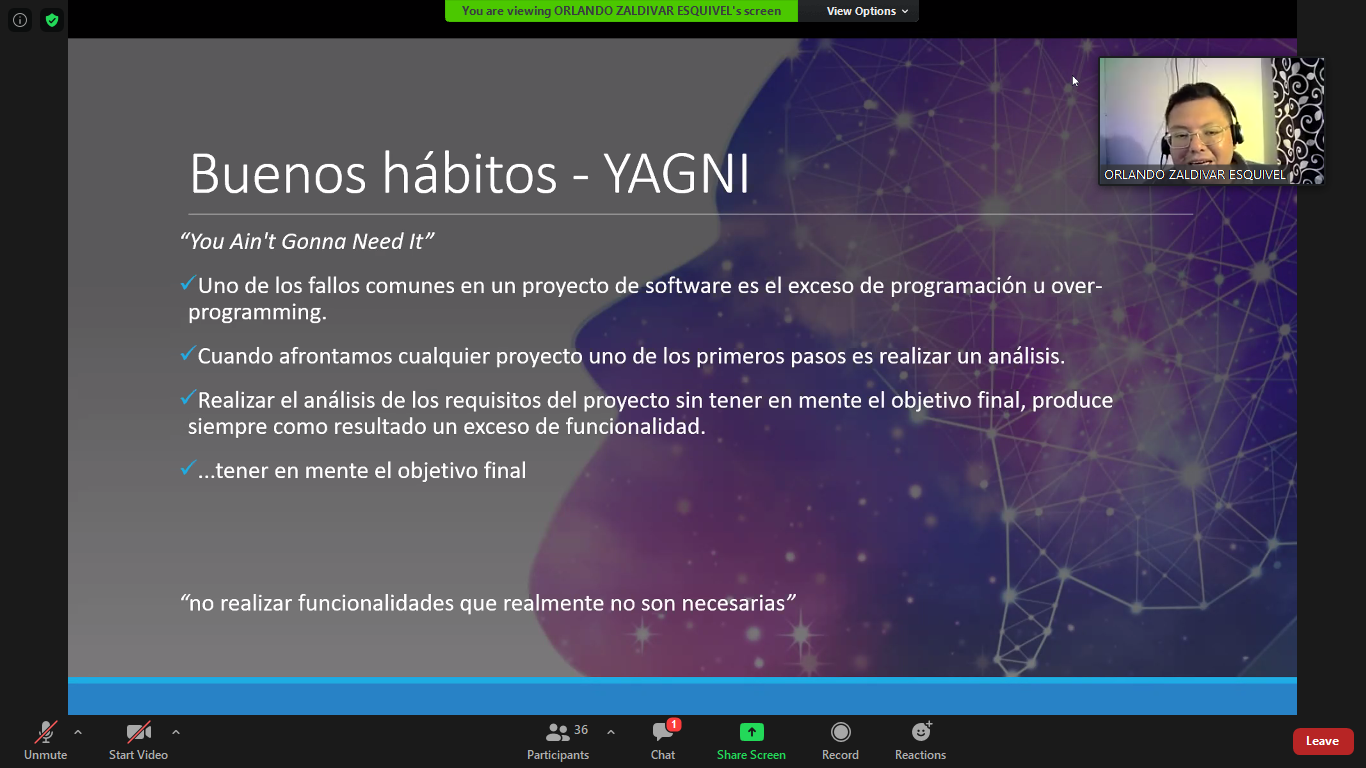 You are viewing ORLANDO ZALDIVAR ESQUIVEL's screen
View Options
ORLANDO ZALDIVAR ESQUIVEL
Buenos hábitos - YAGNI
“You Ain't Gonna Need It”
Uno de los fallos comunes en un proyecto de software es el exceso de programación u over-
programming.
Cuando afrontamos cualquier proyecto uno de los primeros pasos es realizar un análisis.
Realizar el análisis de los requisitos del proyecto sin tener en mente el objetivo final, produce
siempre como resultado un exceso de funcionalidad.
...tener en mente el objetivo final
“no realizar funcionalidades que realmente no son necesarias”
Unmute
Start Video
36
Participants
1
Chat
Share Screen
Record
Reactions
Leave